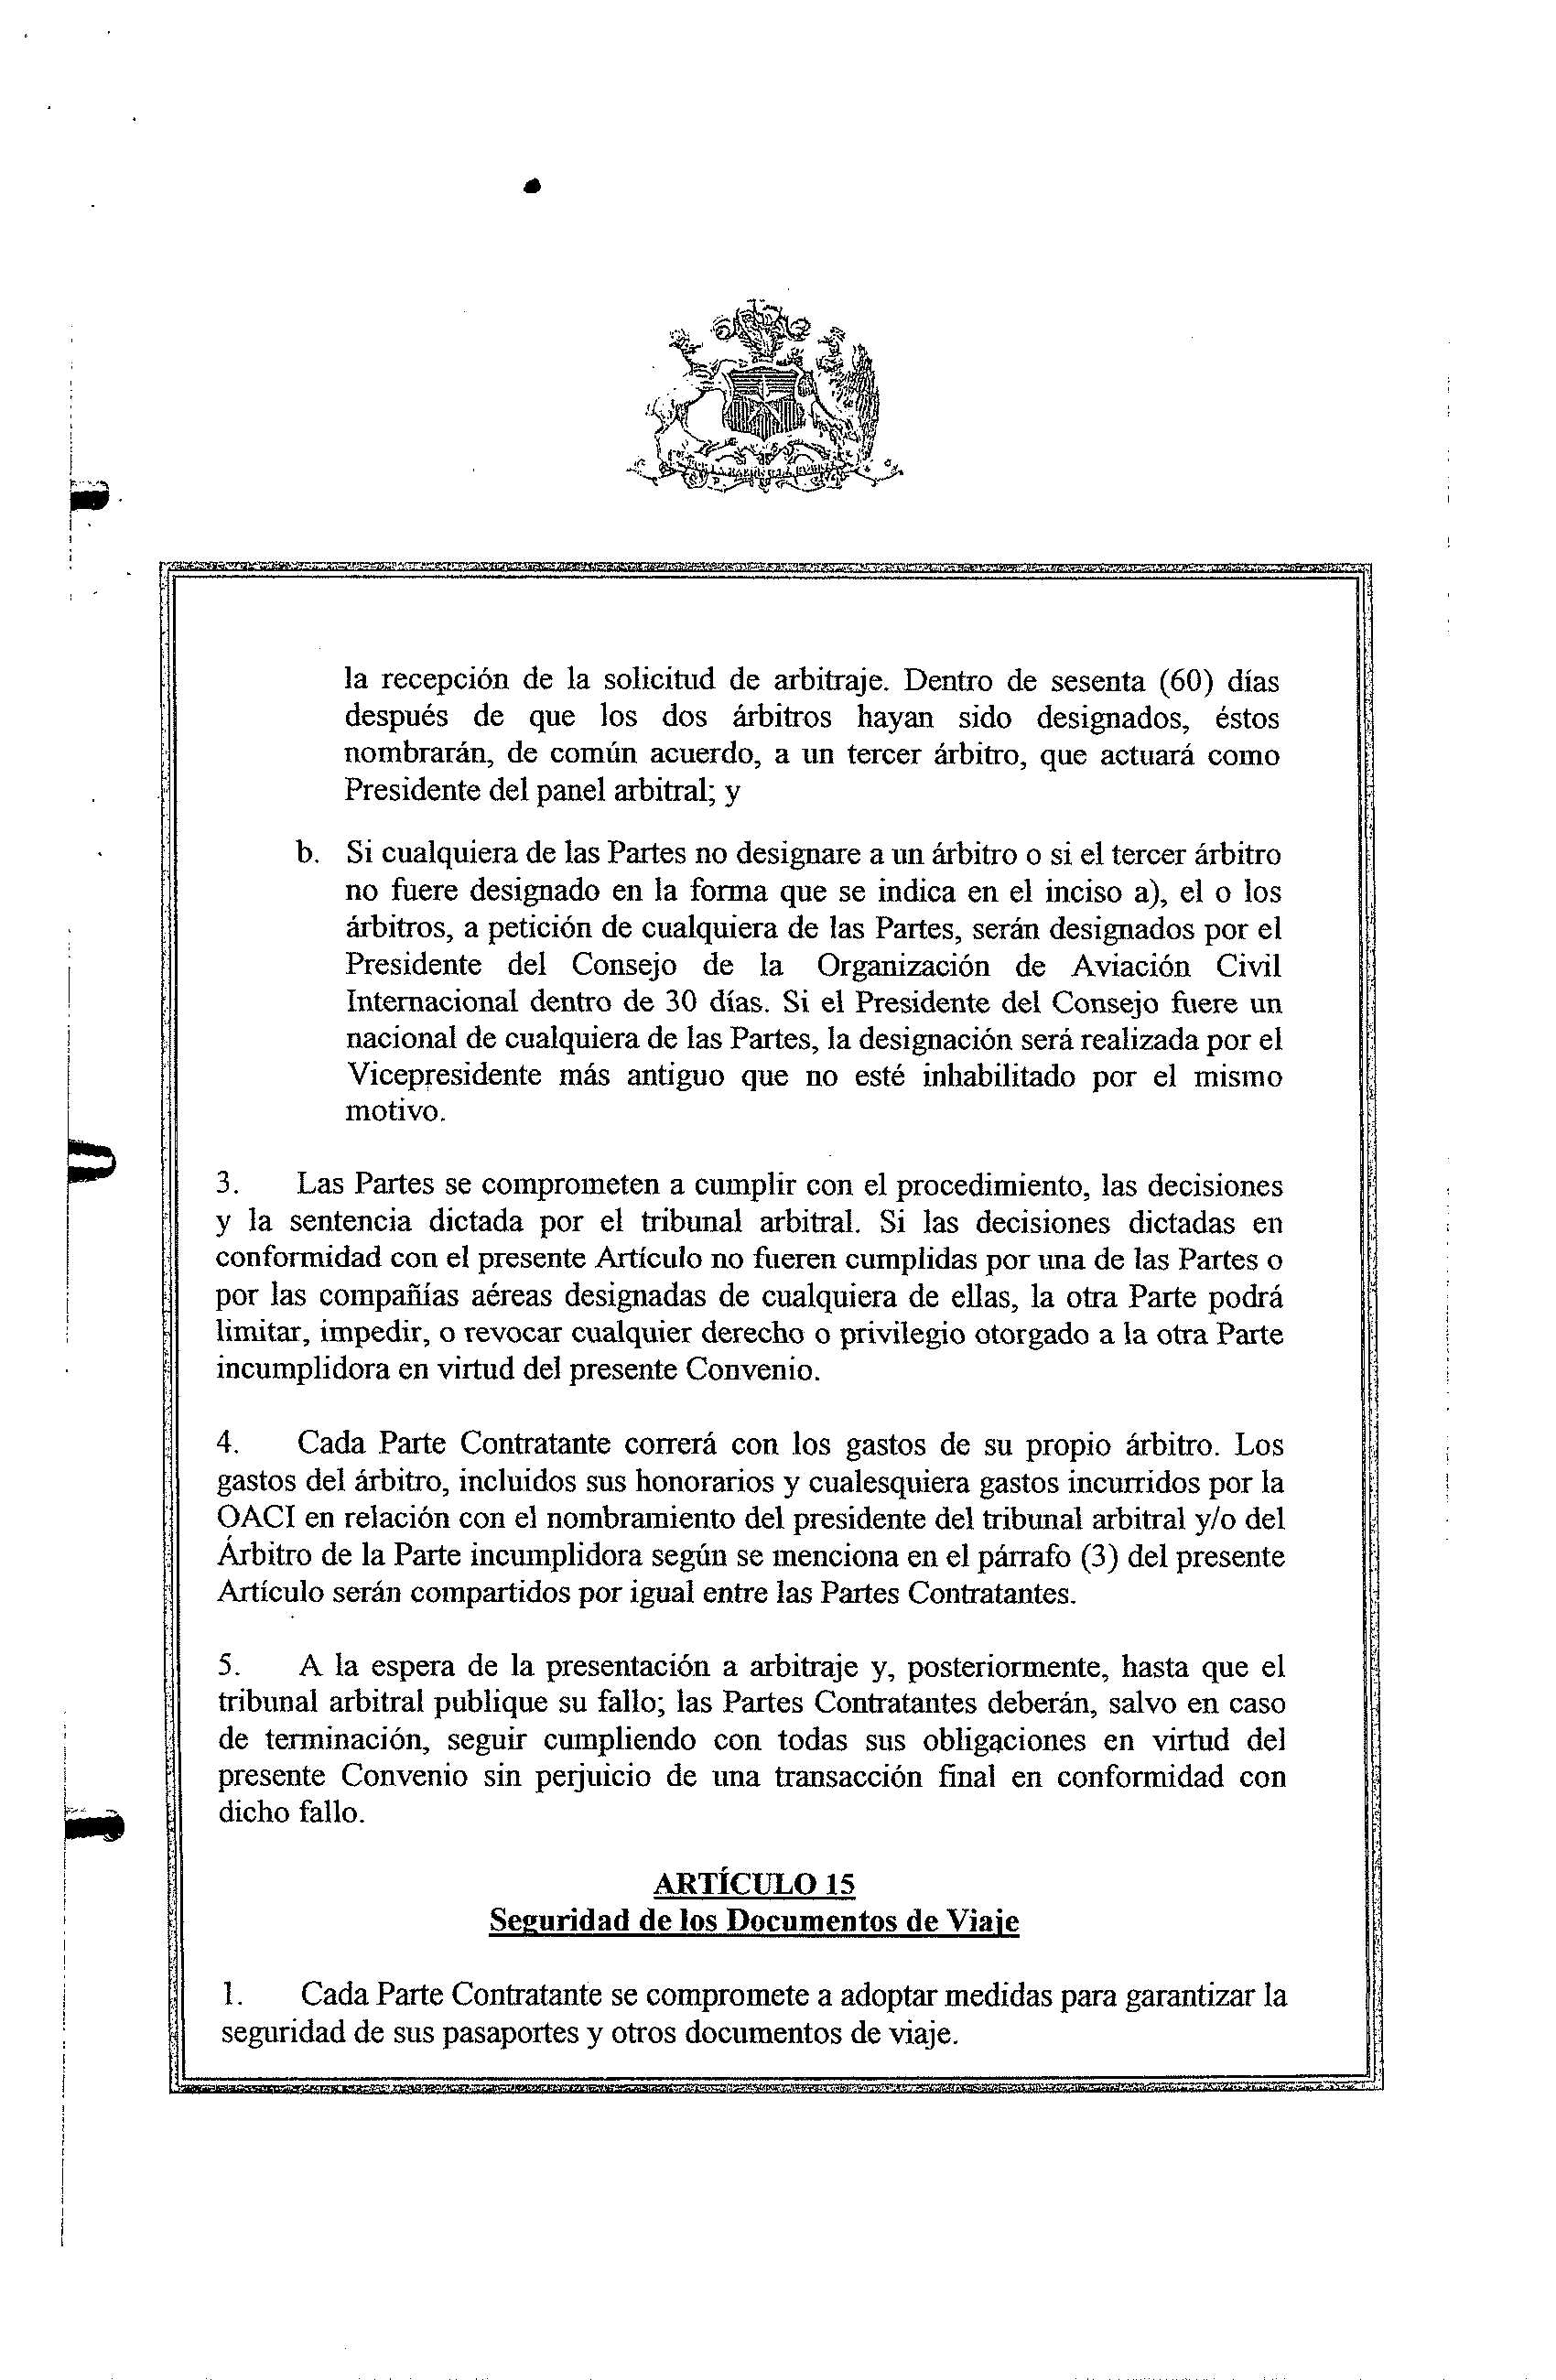 la recepción de la solicitud de arbitraje. Dentro de sesenta (60) días
después de que los dos árbitros hayan sido designados, éstos
nombrarán, de común acuerdo, a un tercer árbitro, que actuará como
Presidente del panel arbitral; y
b. Si cualquiera de las Partes no designare a un árbitro o si el tercer árbitro
no fuere designado en la forma que se indica en el inciso a), el o los
árbitros, a petición de cualquiera de las Partes, serán designados por el
Presidente del Consejo de la Organización de Aviación Civil
Internacional dentro de 30 días. Si el Presidente del Consejo fuere un
nacional de cualquiera de las Partes, la designación será realizada por el
Vicepresidente más antiguo que no esté inhabilitado por el mismo
motivo.
3. Las Partes se comprometen a cumplir con el procedimiento, las decisiones
y la sentencia dictada por el tribunal arbitral. Si las decisiones dictadas en
conformidad con el presente Artículo no fueren cumplidas por una de las Partes o
por las compañías aéreas designadas de cualquiera de ellas, la otra Parte podrá
limitar, impedir, o revocar cualquier derecho o privilegio otorgado a la otra Parte
incumplidora en virtud del presente Convenio.
4. Cada Parte Contratante correrá con los gastos de su propio árbitro. Los
gastos del árbitro, incluidos sus honorarios y cualesquiera gastos incurridos por la
OACI en relación con el nombramiento del presidente del tribunal arbitral y/o del
Árbitro de la Parte incumplidora según se menciona en el párrafo (3) del presente
Artículo serán compartidos por igual entre las Partes Contratantes.
5. A la espera de la presentación a arbitraje y, posteriormente, hasta que el
tribunal arbitral publique su fallo; las Partes Contratantes deberán, salvo en caso
de terminación, seguir cumpliendo con todas sus obligaciones en virtud del
presente Convenio sin perjuicio de una transacción final en conformidad con
dicho fallo.
ARTÍCULO 15
Seguridad de los Documentos de Viaje
1. Cada Parte Contratante se compromete a adoptar medidas para garantizar la
seguridad de sus pasaportes y otros documentos de viaje.